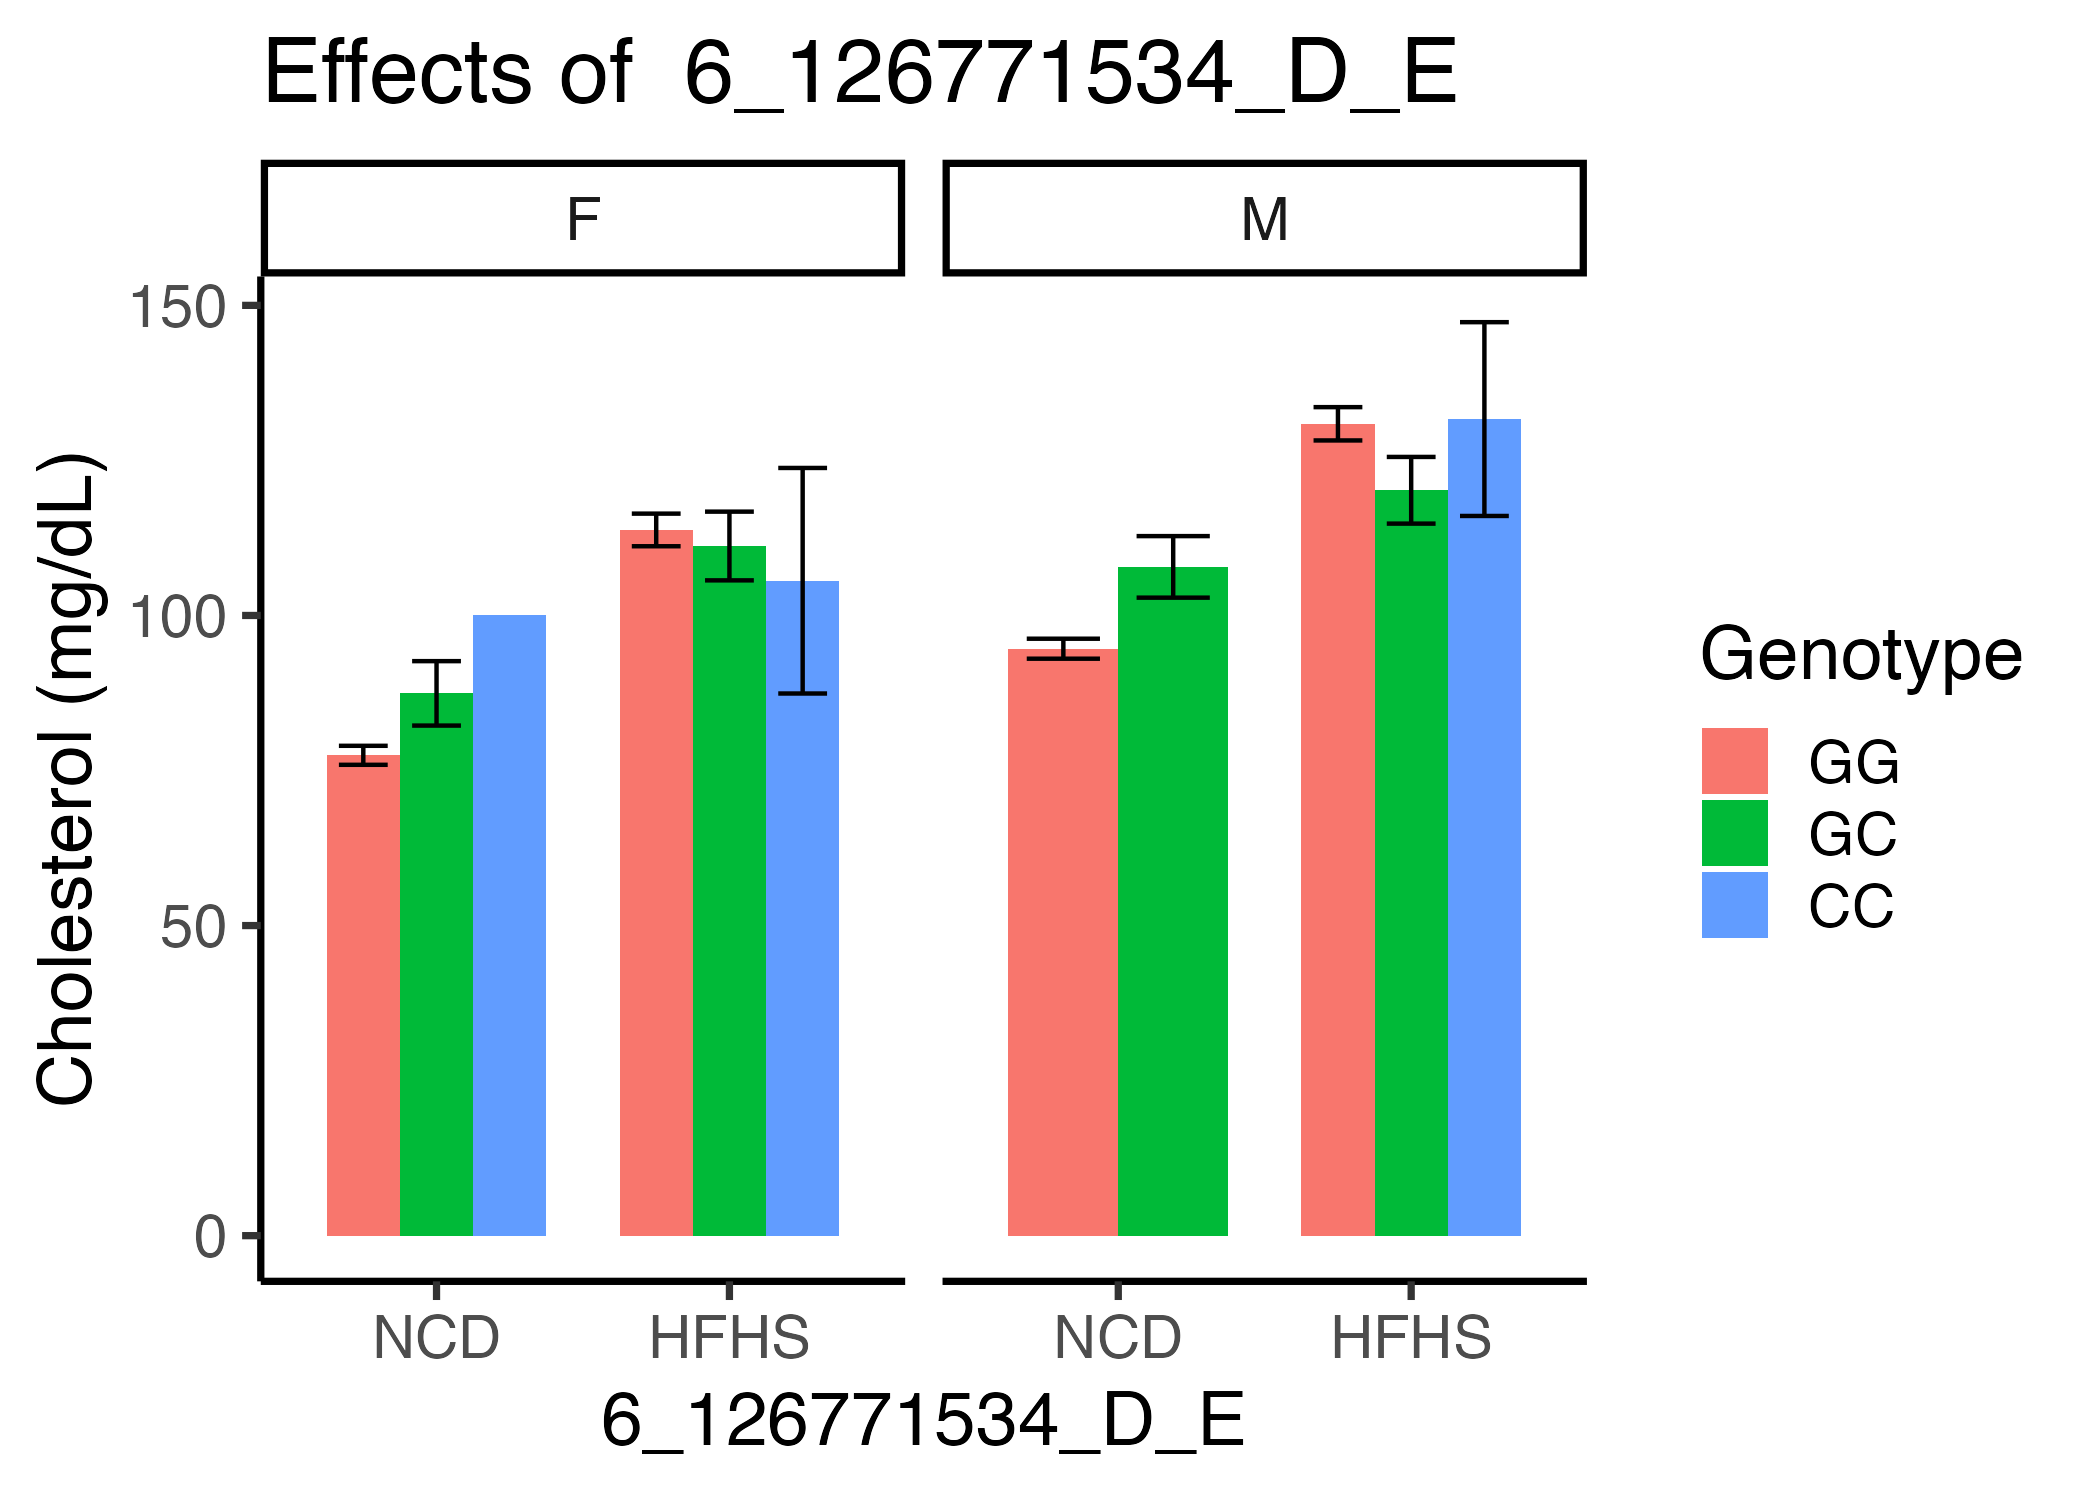 Effects of  6_126771534_D_E
F
M
Cholesterol (mg/dL)
150
100
50
0
NCD
HFHS
NCD
HFHS
6_126771534_D_E
Genotype
GG
GC
CC